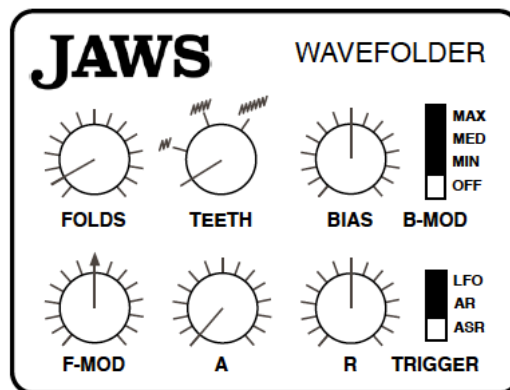 JAWS WAVEFOLDER
MAX
MED
MIN
OFF
FOLDS TEETH BIAS B-MOD
LFO
AR
ASR
F-MOD A R TRIGGER